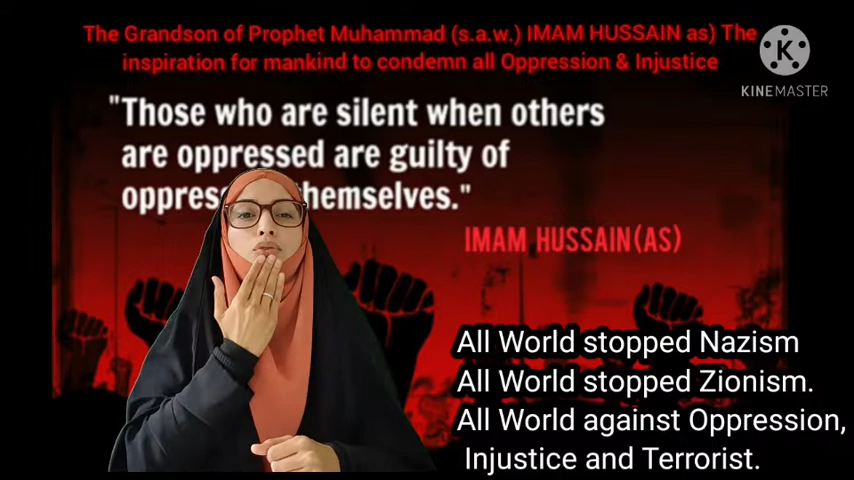 The Grandson of Prophet Muhammad (s.a.w.) IMAM HUSSAIN as) The
inspiration for mankind to condemn all Oppression & Injustice
KINEMASTER
"Those who are silent when others
are oppressed are guilty of
oppres themselves."
IMAM HUSSAIN(AS)
All World stopped Nazism
All World stopped Zionism.
All World against Oppression,
Injustice and Terrorist.